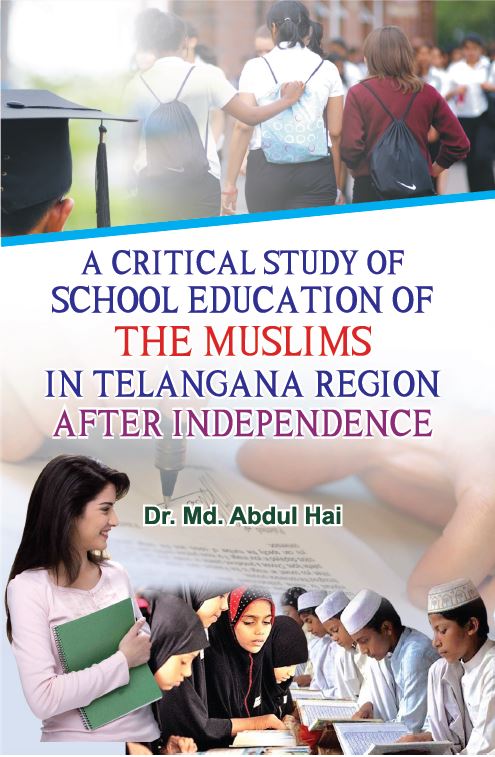 A CRITICAL STUDY OF
SCHOOL EDUCATION OF
THE MUSLIMS
IN TELANGANA REGION
AFTER INDEPENDENCE
Dr. Md. Abdul Hai